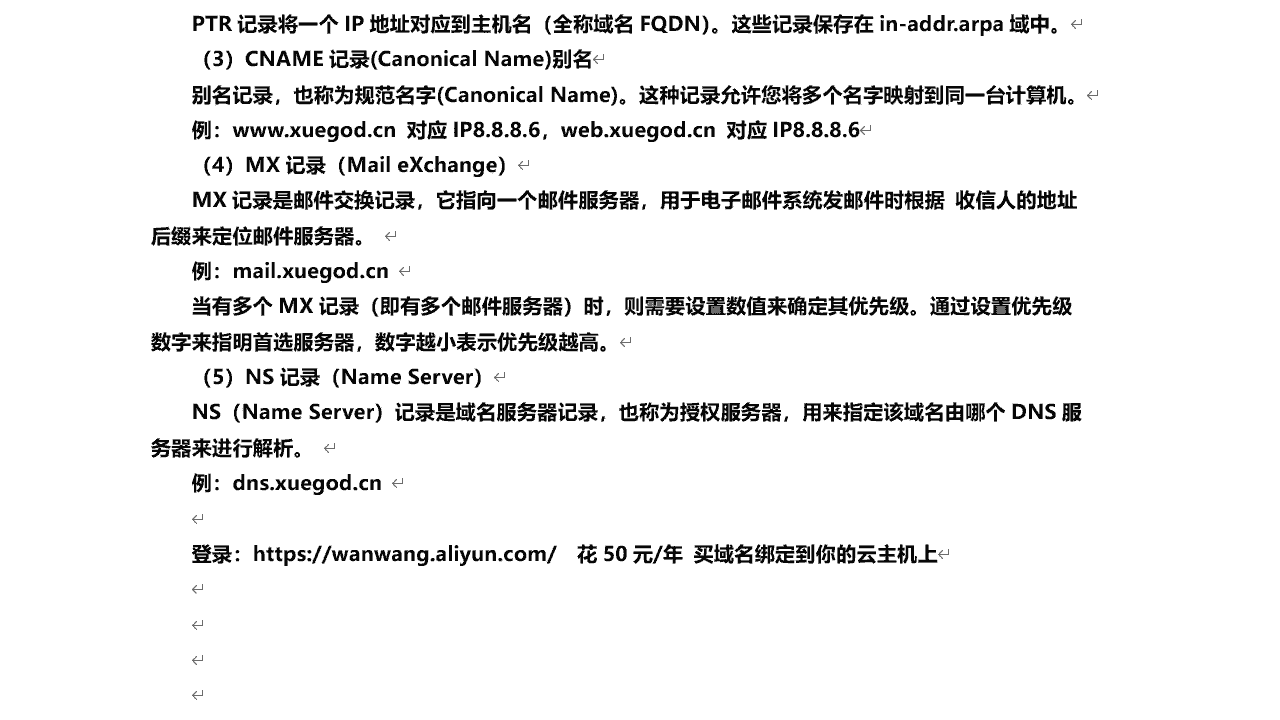 PTR 记录将一个 IP 地址对应到主机名（全称域名 FQDN）。这些记录保存在 in-addr.arpa 域中。
（3）CNAME 记录(Canonical Name)别名
别名记录，也称为规范名字(Canonical Name)。这种记录允许您将多个名字映射到同一台计算机。
例：www.xuegod.cn 对应 IP8.8.8.6，web.xuegod.cn 对应 IP8.8.8.6
（4）MX 记录（Mail eXchange）
MX 记录是邮件交换记录，它指向一个邮件服务器，用于电子邮件系统发邮件时根据 收信人的地址
后缀来定位邮件服务器。
例：mail.xuegod.cn
当有多个 MX 记录（即有多个邮件服务器）时，则需要设置数值来确定其优先级。通过设置优先级
数字来指明首选服务器，数字越小表示优先级越高。
（5）NS 记录（Name Server）
NS（Name Server）记录是域名服务器记录，也称为授权服务器，用来指定该域名由哪个 DNS 服
务器来进行解析。
例：dns.xuegod.cn
登录：https://wanwang.aliyun.com/ 花 50 元/年 买域名绑定到你的云主机上